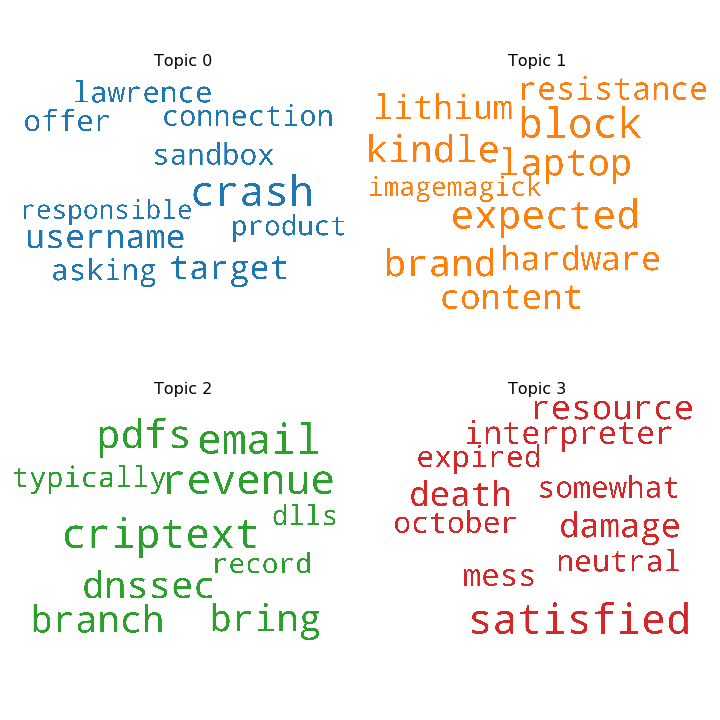 Topic 0
lawrence
offer connection
sandbox
crash
responsible
product
username
asking target
Topic 1
resistance
lithium
block
kindle
laptop
imagemagick
expected
brand hardware
content
Topic 2
pdfs email
typically revenue
dlls
criptext
record
dnssec
branch bring
Topic 3
resource
interpreter
expired
death somewhat
october damage
neutral
mess
satisfied